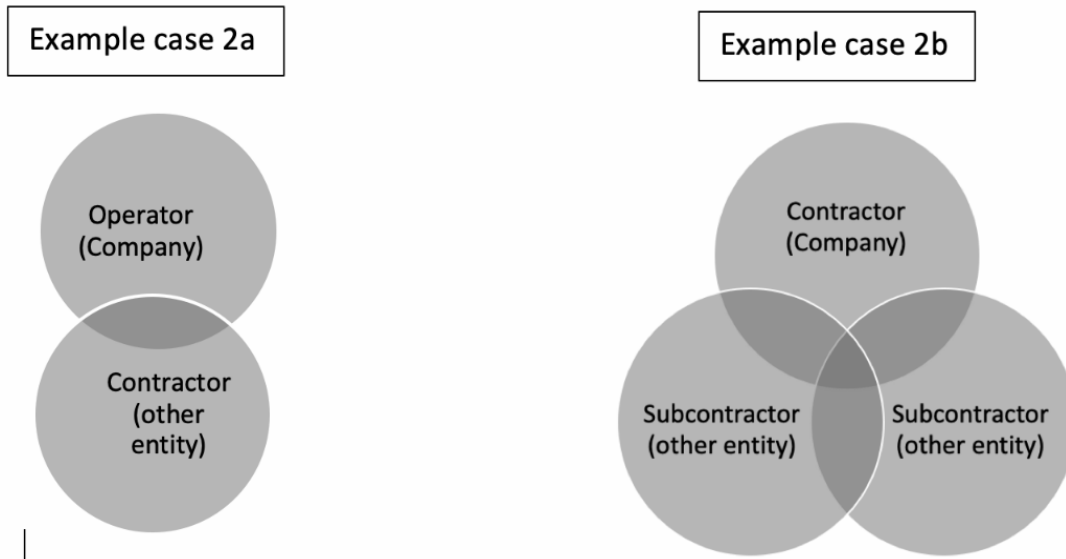 Example case 2a
Example case 2b
Operator
(Company)
Contractor
(other
entity)
Contractor
(Company)
Subcontractor
(other entity)
Subcontractor
(other entity)